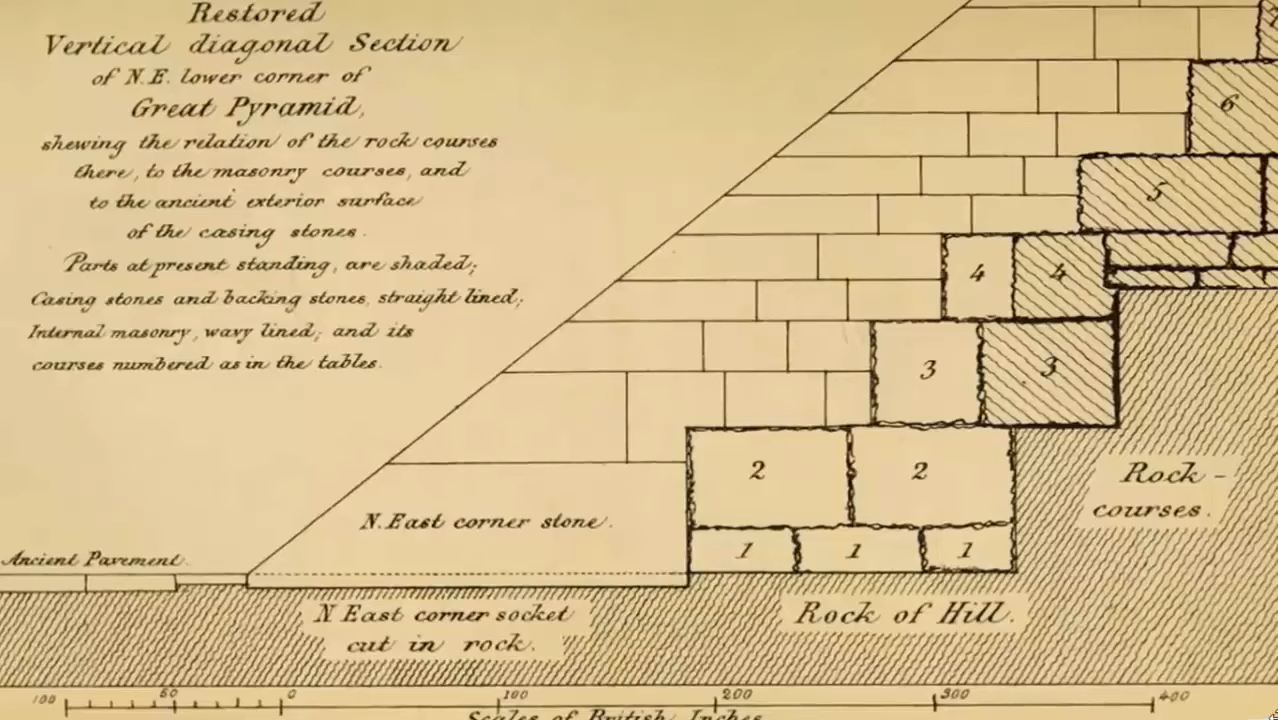 Restored
Vertical diagonal Section
of N.E. lower corner of
Great Pyramid,
shewing the relation of the rock courses
there, to the masonry courses, and
to the ancient exterior surface
of the casing stones.
Parts at present standing, are shaded;
Casing stones and backing stones, straight lined;
Internal masonry, wavy lined; and its
courses numbered as in the tables.
6
5
4
4
3
3
2
2
1
1
1
Rock-
courses.
N. East corner stone.
Ancient Pavement.
N East corner socket
cut in rock.
Rock of Hill.
100 50 0 100 200 300 400
Scales of British Inches